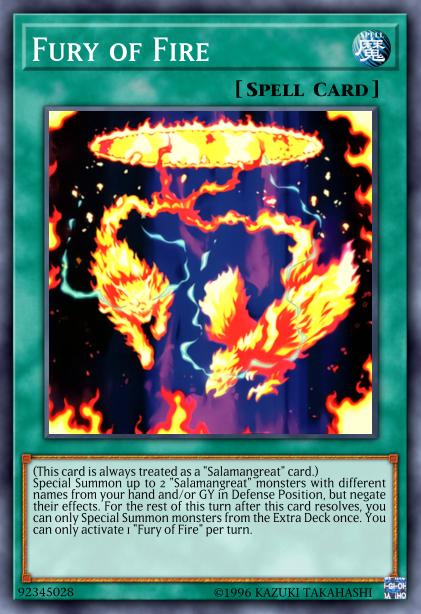 Fury of Fire
SPELL
魔
[Spell Card]
(This card is always treated as a "Salamangreat" card.)
Special Summon up to 2 "Salamangreat" monsters with different
names from your hand and/or GY in Defense Position, but negate
their effects. For the rest of this turn after this card resolves, you
can only Special Summon monsters from the Extra Deck once. You
can only activate 1 "Fury of Fire" per turn.
92345028 ©1996 KAZUKI TAKAHASHI